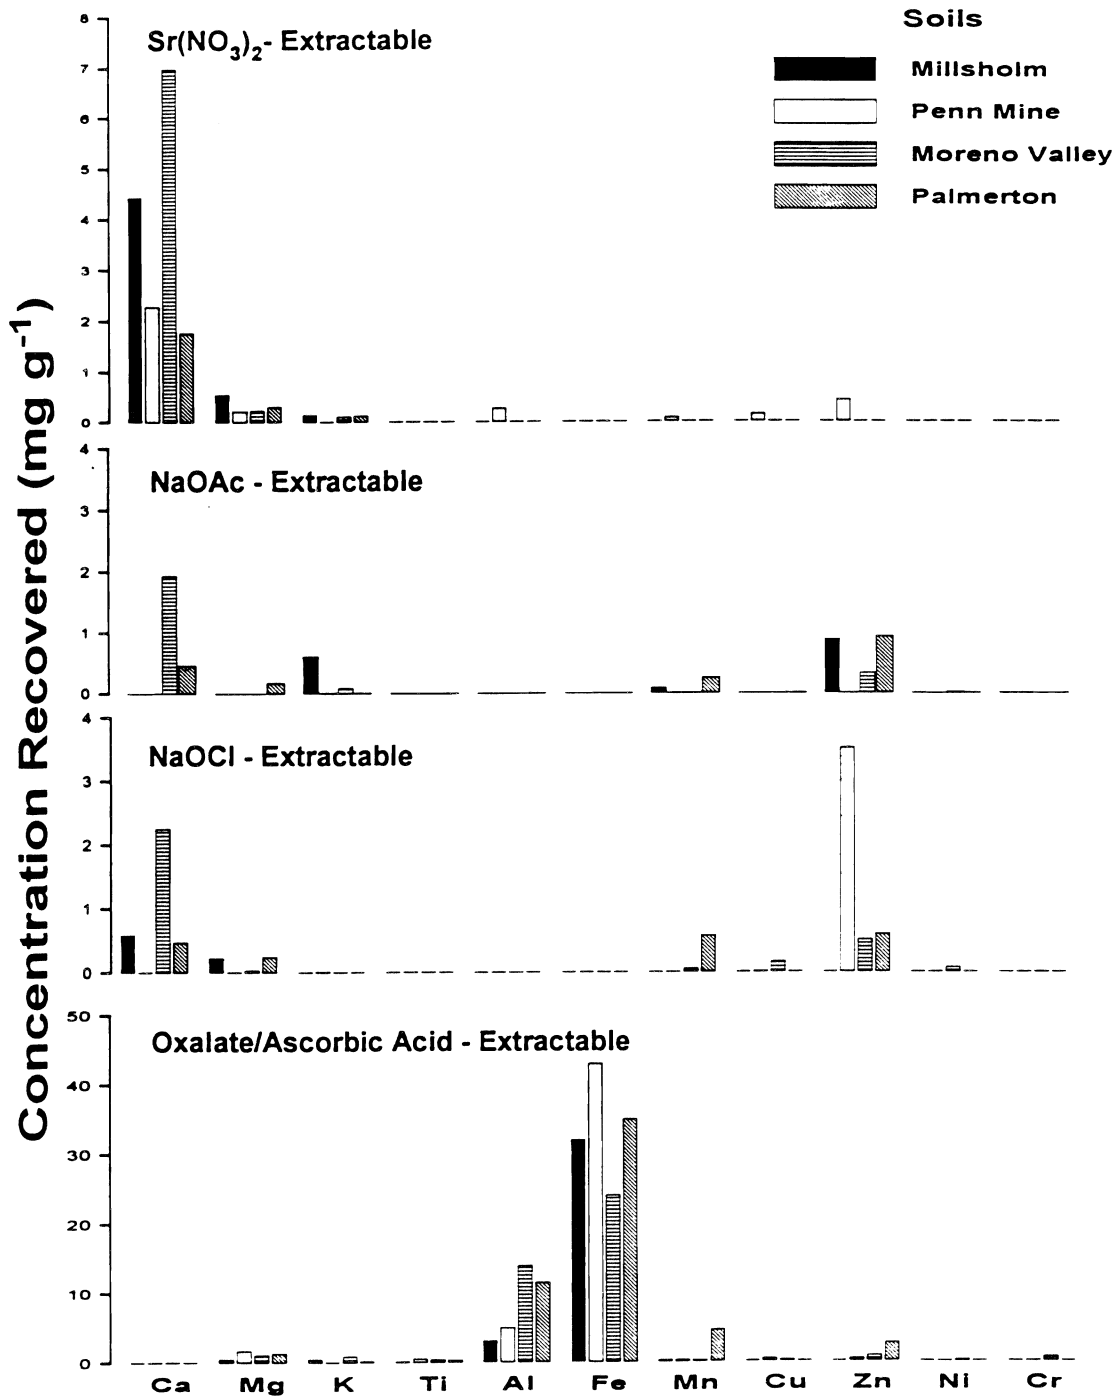 Soils
Millsholm
Penn Mine
Moreno Valley
Palmerton
Concentration Recovered (mg g-1)
Sr(NO3)2- Extractable
8
7
6
5
4
3
2
1
0
NaOAc - Extractable
4
3
2
1
0
NaOCl - Extractable
4
3
2
1
0
Oxalate/Ascorbic Acid - Extractable
50
40
30
20
10
0
Ca Mg K Ti Al Fe Mn Cu Zn Ni Cr